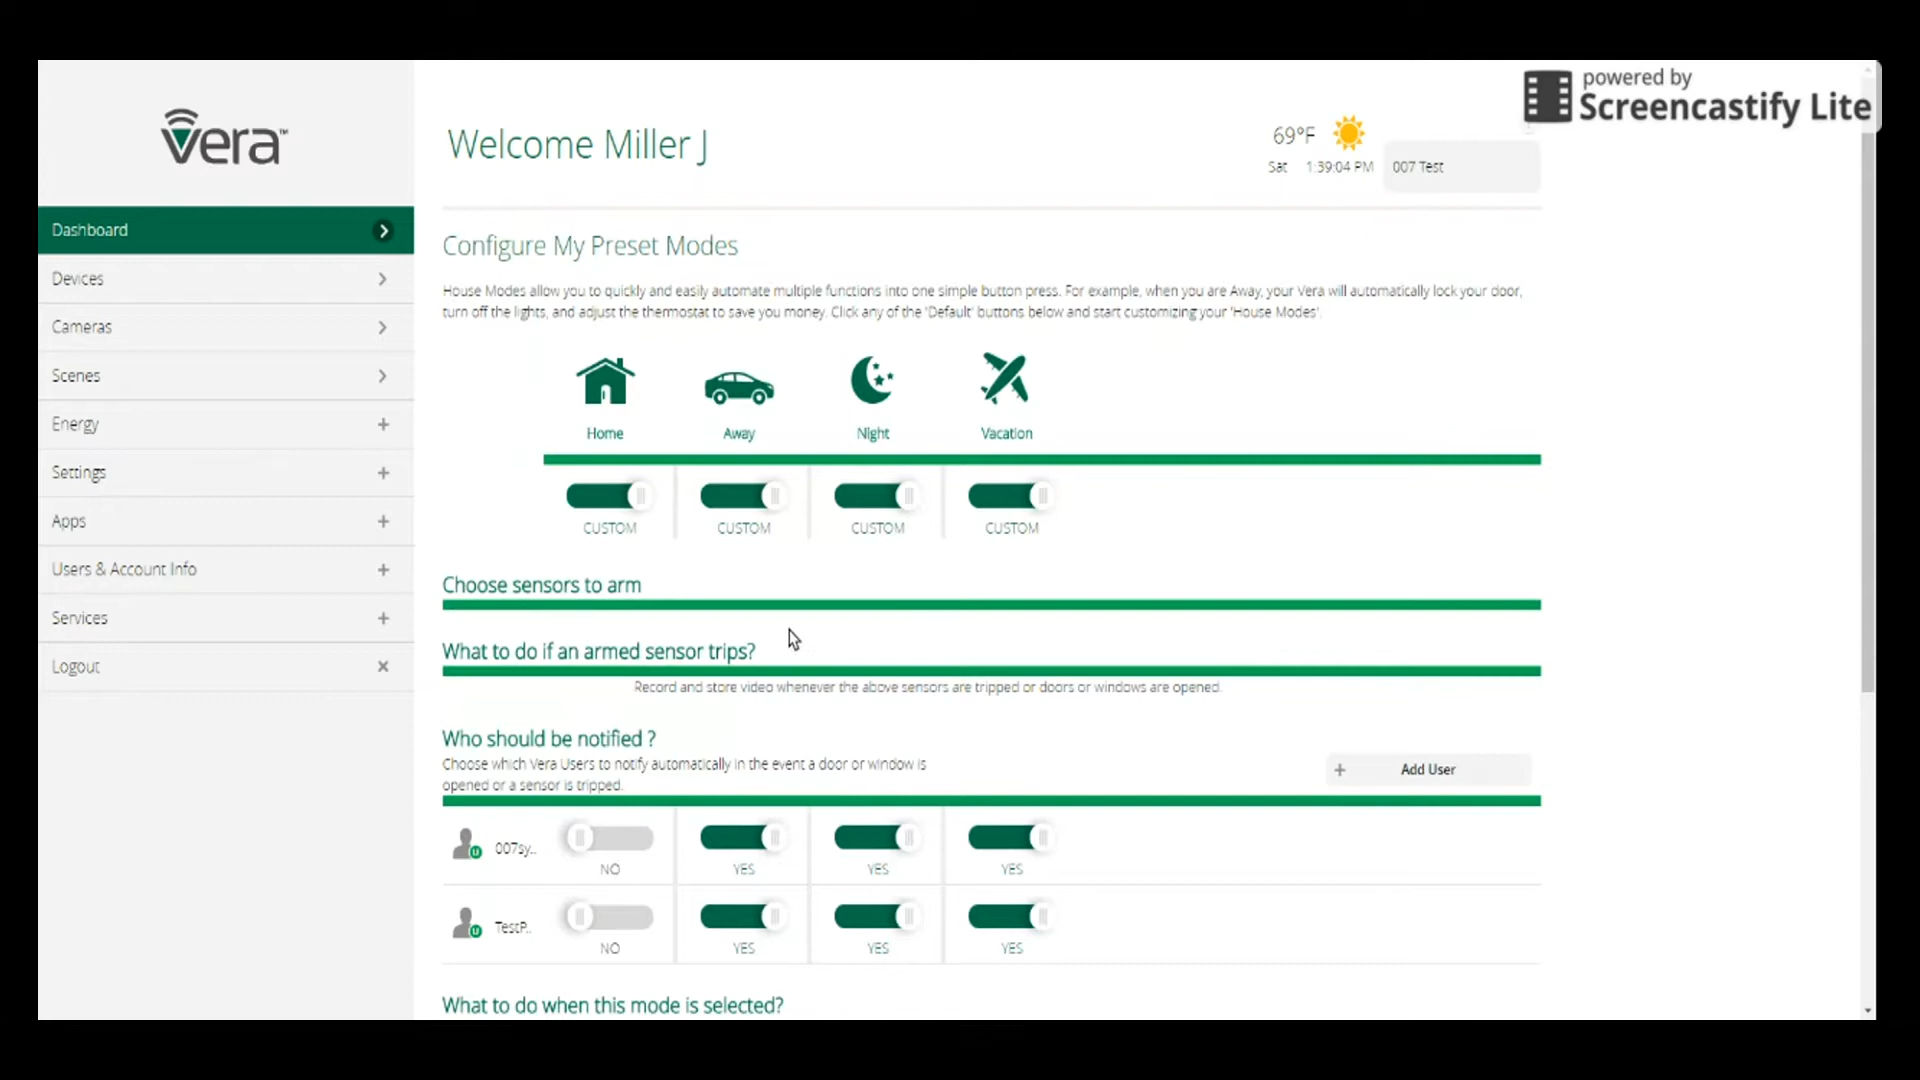 powered by
Screencastify Lite
vera™
Welcome Miller J
69°F
Sat 1:39:04 PM
007 Test
Dashboard
Devices
Cameras
Scenes
Energy
Settings
Apps
Users & Account Info
Services
Logout
Configure My Preset Modes
House Modes allow you to quickly and easily automate multiple functions into one simple button press. For example, when you are Away, your Vera will automatically lock your door,
turn off the lights, and adjust the thermostat to save you money. Click any of the 'Default' buttons below and start customizing your 'House Modes'.
Home Away Night Vacation
CUSTOM CUSTOM CUSTOM CUSTOM
Choose sensors to arm
What to do if an armed sensor trips?
Record and store video whenever the above sensors are tripped or doors or windows are opened.
Who should be notified ?
Choose which Vera Users to notify automatically in the event a door or window is
opened or a sensor is tripped.
+ Add User
U 007sy..
NO YES YES YES
U TestP..
NO YES YES YES
What to do when this mode is selected?